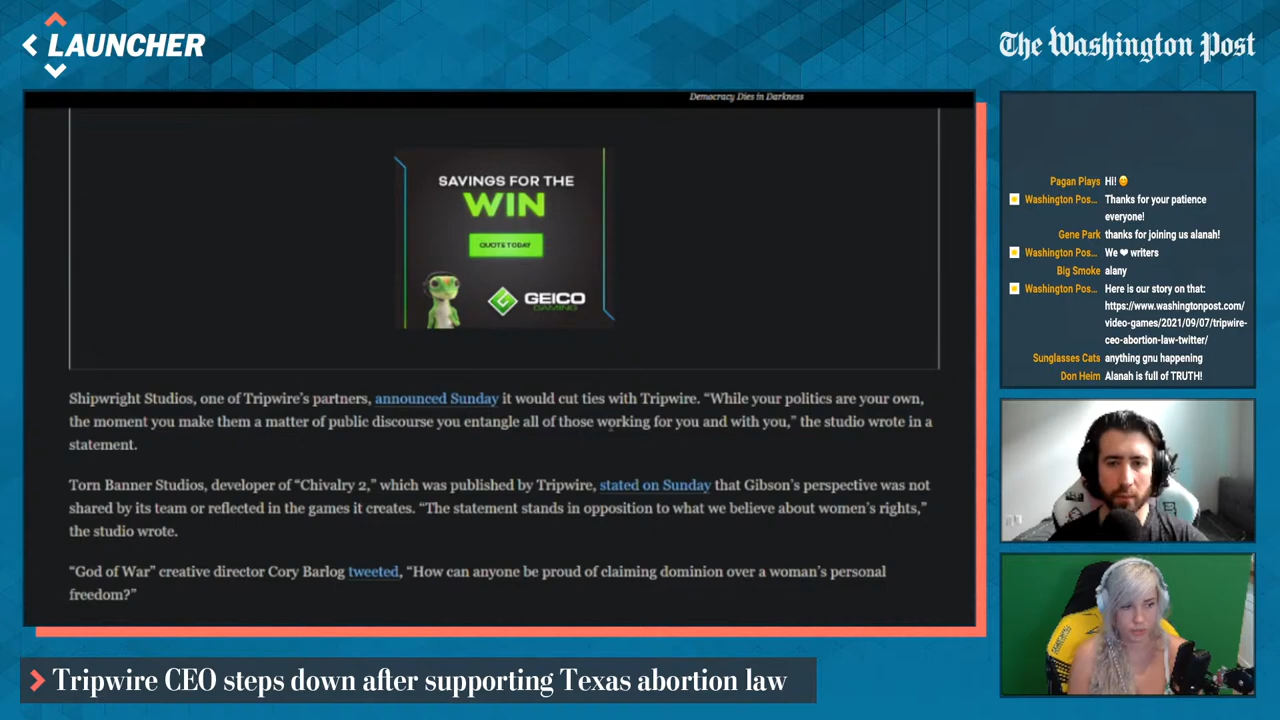 LAUNCHER
The Washington Post
Democracy Dies in Darkness
SAVINGS FOR THE
WIN
QUOTE TODAY
GEICO
GAMING
Shipwright Studios, one of Tripwire's partners, announced Sunday it would cut ties with Tripwire. “While your politics are your own,
the moment you make them a matter of public discourse you entangle all of those working for you and with you,” the studio wrote in a
statement.
Torn Banner Studios, developer of “Chivalry 2,” which was published by Tripwire, stated on Sunday that Gibson's perspective was not
shared by its team or reflected in the games it creates. “The statement stands in opposition to what we believe about women's rights,”
the studio wrote.
“God of War” creative director Cory Barlog tweeted, “How can anyone be proud of claiming dominion over a woman's personal
freedom?”
Pagan Plays Hi! 😊
Washington Pos... Thanks for your patience
everyone!
Gene Park thanks for joining us alanah!
Washington Pos... We ❤ writers
Big Smoke alany
Washington Pos... Here is our story on that:
https://www.washingtonpost.com/
video-games/2021/09/07/tripwire-
ceo-abortion-law-twitter/
Sunglasses Cats anything gnu happening
Don Heim Alanah is full of TRUTH!
Tripwire CEO steps down after supporting Texas abortion law